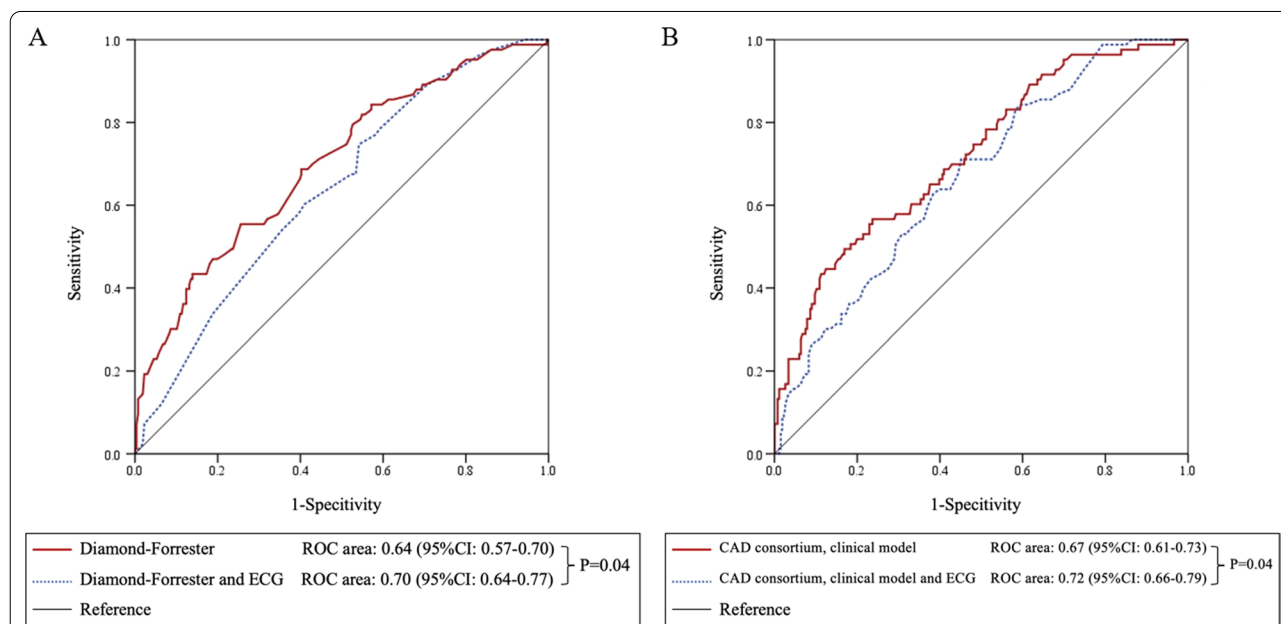 A
1.0
0.8
0.6
0.4
0.2
0.0
Sensitivity
0.0 0.2 0.4 0.6 0.8 1.0
1-Specitivity
Diamond-Forrester ROC area: 0.64 (95%CI: 0.57-0.70)
Diamond-Forrester and ECG ROC area: 0.70 (95%CI: 0.64-0.77)
P=0.04
Reference
B
1.0
0.8
0.6
0.4
0.2
0.0
Sensitivity
0.0 0.2 0.4 0.6 0.8 1.0
1-Specitivity
CAD consortium, clinical model ROC area: 0.67 (95%CI: 0.61-0.73)
CAD consortium, clinical model and ECG ROC area: 0.72 (95%CI: 0.66-0.79)
P=0.04
Reference